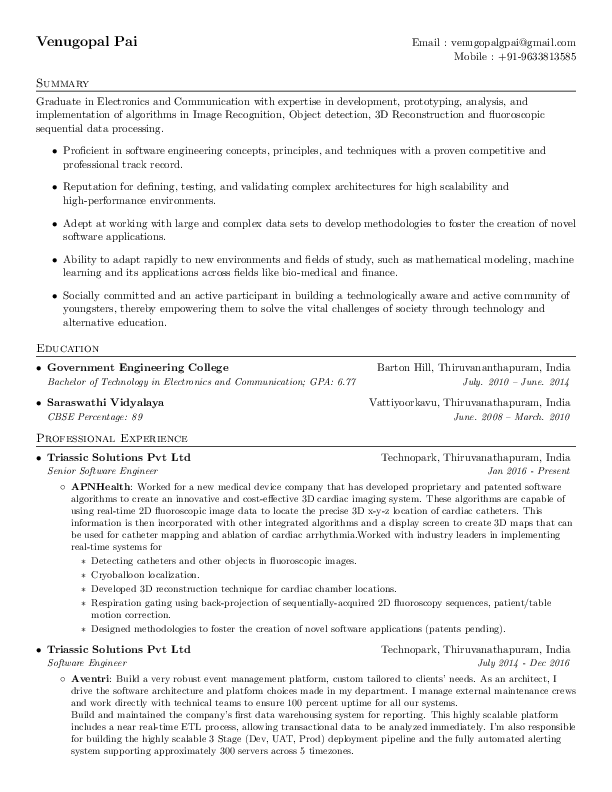 Venugopal Pai
Email : venugopalgpai@gmail.com
Mobile : +91-9633813585
Summary
Graduate in Electronics and Communication with expertise in development, prototyping, analysis, and
implementation of algorithms in Image Recognition, Object detection, 3D Reconstruction and fluoroscopic
sequential data processing.
• Proficient in software engineering concepts, principles, and techniques with a proven competitive and
professional track record.
• Reputation for defining, testing, and validating complex architectures for high scalability and
high-performance environments.
• Adept at working with large and complex data sets to develop methodologies to foster the creation of novel
software applications.
• Ability to adapt rapidly to new environments and fields of study, such as mathematical modeling, machine
learning and its applications across fields like bio-medical and finance.
• Socially committed and an active participant in building a technologically aware and active community of
youngsters, thereby empowering them to solve the vital challenges of society through technology and
alternative education.
Education
• Government Engineering College Barton Hill, Thiruvananthapuram, India
Bachelor of Technology in Electronics and Communication; GPA: 6.77 July. 2010 – June. 2014
• Saraswathi Vidyalaya Vattiyoorkavu, Thiruvanathapuram, India
CBSE Percentage: 89 June. 2008 – March. 2010
Professional Experience
• Triassic Solutions Pvt Ltd Technopark, Thiruvanathapuram, India
Senior Software Engineer Jan 2016 - Present
◦ APNHealth: Worked for a new medical device company that has developed proprietary and patented software
algorithms to create an innovative and cost-effective 3D cardiac imaging system. These algorithms are capable of
using real-time 2D fluoroscopic image data to locate the precise 3D x-y-z location of cardiac catheters. This
information is then incorporated with other integrated algorithms and a display screen to create 3D maps that can
be used for catheter mapping and ablation of cardiac arrhythmia.Worked with industry leaders in implementing
real-time systems for
∗ Detecting catheters and other objects in fluoroscopic images.
∗ Cryoballoon localization.
∗ Developed 3D reconstruction technique for cardiac chamber locations.
∗ Respiration gating using back-projection of sequentially-acquired 2D fluoroscopy sequences, patient/table
motion correction.
∗ Designed methodologies to foster the creation of novel software applications (patents pending).
• Triassic Solutions Pvt Ltd Technopark, Thiruvanathapuram, India
Software Engineer July 2014 - Dec 2016
◦ Aventri: Build a very robust event management platform, custom tailored to clients' needs. As an architect, I
drive the software architecture and platform choices made in my department. I manage external maintenance crews
and work directly with technical teams to ensure 100 percent uptime for all our systems.
Build and maintained the company's first data warehousing system for reporting. This highly scalable platform
includes a near real-time ETL process, allowing transactional data to be analyzed immediately. I'm also responsible
for building the highly scalable 3 Stage (Dev, UAT, Prod) deployment pipeline and the fully automated alerting
system supporting approximately 300 servers across 5 timezones.